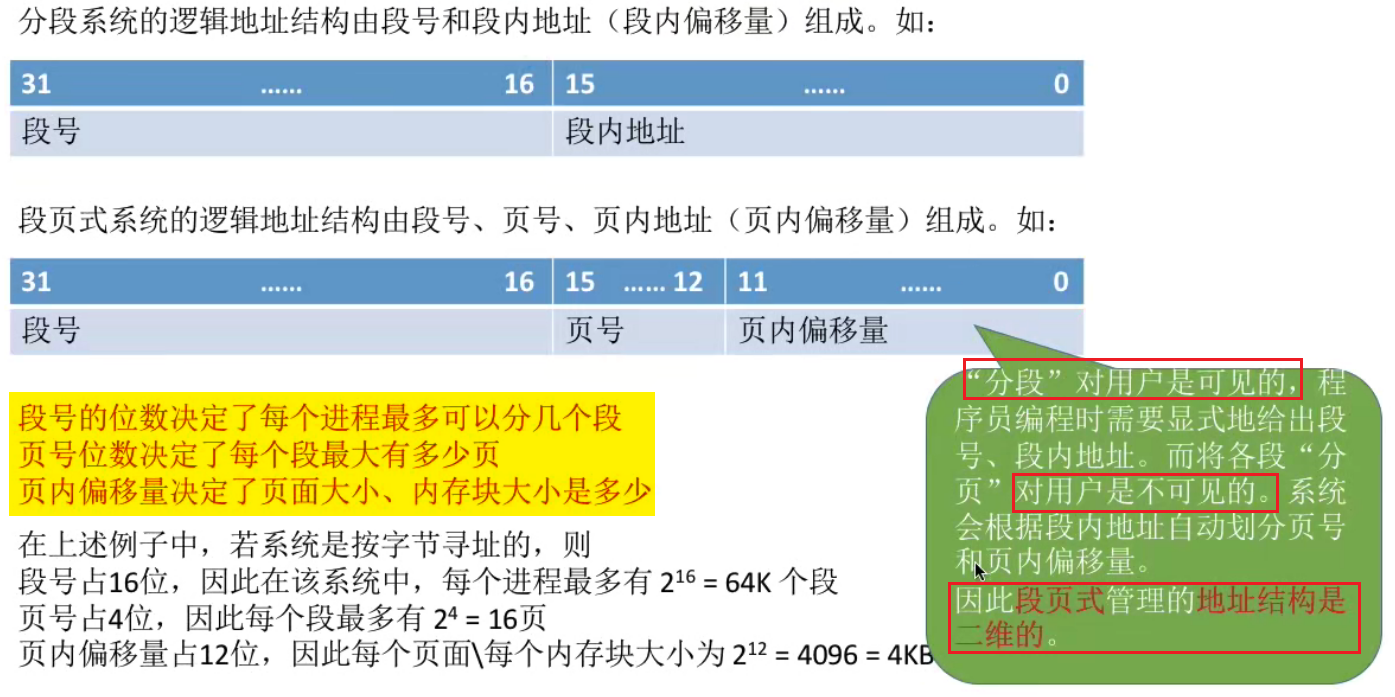 分段系统的逻辑地址结构由段号和段内地址（段内偏移量）组成。如：
31 …… 16 15 …… 0
段号 段内地址
段页式系统的逻辑地址结构由段号、页号、页内地址（页内偏移量）组成。如：
31 …… 16 15 …… 12 11 …… 0
段号 页号 页内偏移量
段号的位数决定了每个进程最多可以分几个段
页号位数决定了每个段最大有多少页
页内偏移量决定了页面大小、内存块大小是多少
在上述例子中，若系统是按字节寻址的，则
段号占16位，因此在该系统中，每个进程最多有 2¹⁶ = 64K 个段
页号占4位，因此每个段最多有 2⁴ = 16页
页内偏移量占12位，因此每个页面\每个内存块大小为 2¹² = 4096 = 4KB
“分段”对用户是可见的，程
序员编程时需要显式地给出段
号、段内地址。而将各段“分
页”对用户是不可见的。系统
会根据段内地址自动划分页号
和页内偏移量。
因此段页式管理的地址结构是
二维的。